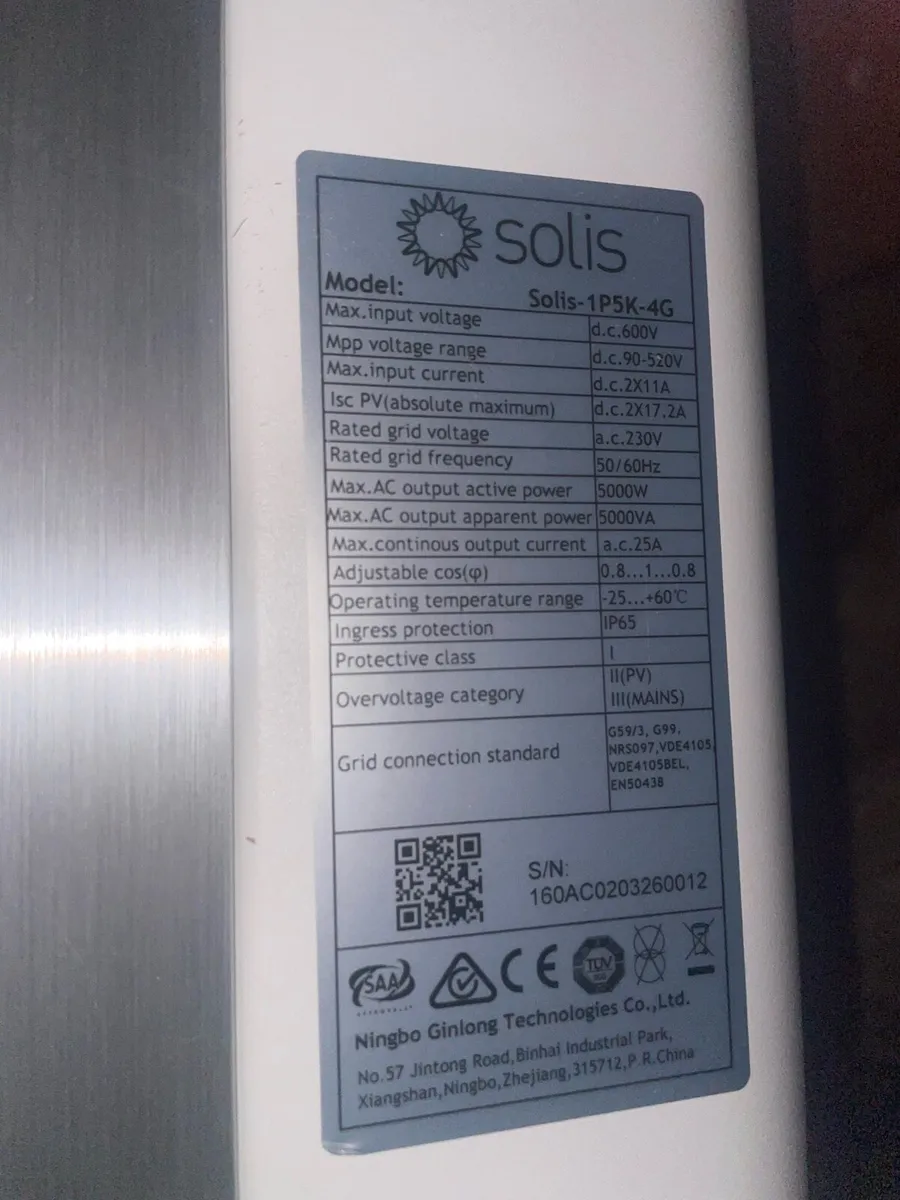 solis
Model: Solis-1P5K-4G
Max.input voltage d.c.600V
Mpp voltage range d.c.90-520V
Max.input current d.c.2X11A
Isc PV(absolute maximum) d.c.2X17.2A
Rated grid voltage a.c.230V
Rated grid frequency 50/60Hz
Max.AC output active power 5000W
Max.AC output apparent power 5000VA
Max.continous output current a.c.25A
Adjustable cos(φ) 0.8...1...0.8
Operating temperature range -25...+60℃
Ingress protection IP65
Protective class I
Overvoltage category II(PV)
III(MAINS)
Grid connection standard G59/3, G99,
NRS097,VDE4105,
VDE4105BEL,
EN50438
S/N:
160AC0203260012
SAA CE TÜV
Ningbo Ginlong Technologies Co.,Ltd.
No.57 Jintong Road,Binhai Industrial Park,
Xiangshan,Ningbo,Zhejiang,315712,P.R.China